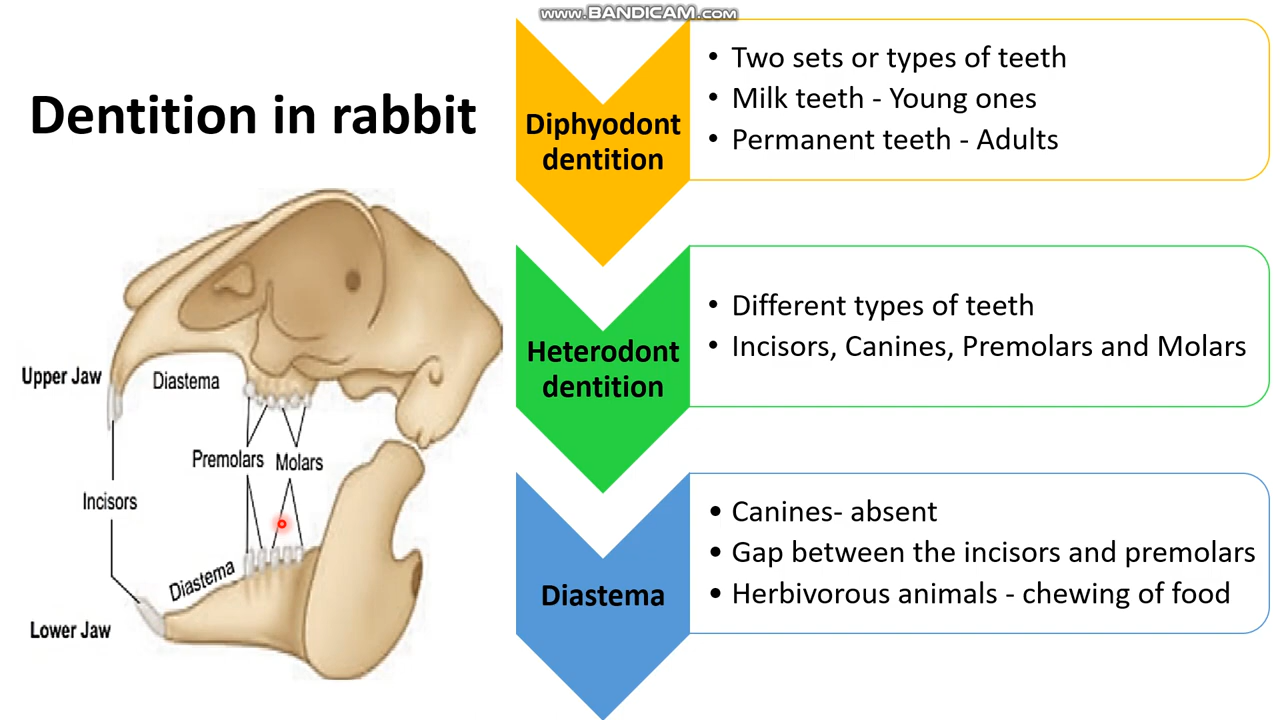 www.BANDICAM.com
Dentition in rabbit
Upper Jaw
Diastema
Premolars Molars
Incisors
Diastema
Lower Jaw
Diphyodont
dentition
• Two sets or types of teeth
• Milk teeth - Young ones
• Permanent teeth - Adults
Heterodont
dentition
• Different types of teeth
• Incisors, Canines, Premolars and Molars
Diastema
• Canines- absent
• Gap between the incisors and premolars
• Herbivorous animals - chewing of food